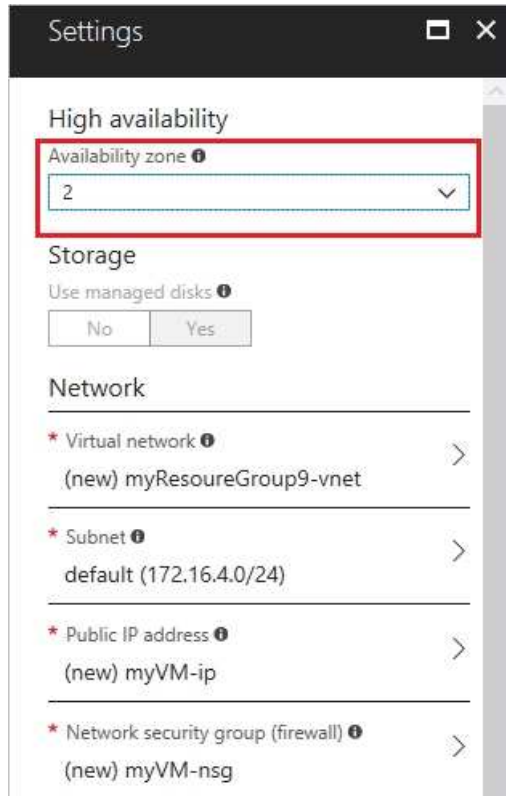 Settings
High availability
Availability zone
2
Storage
Use managed disks
No Yes
Network
* Virtual network
(new) myResoureGroup9-vnet
* Subnet
default (172.16.4.0/24)
* Public IP address
(new) myVM-ip
* Network security group (firewall)
(new) myVM-nsg